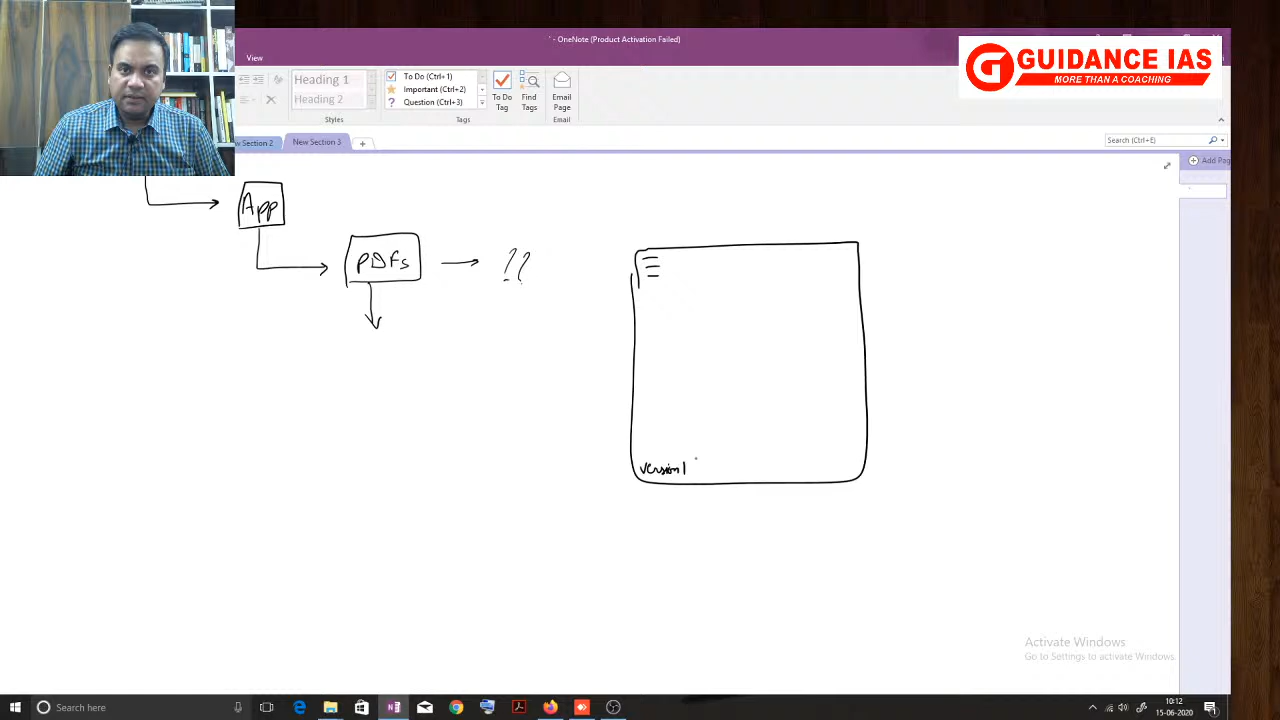 ' - OneNote (Product Activation Failed)
GUIDANCE IAS
MORE THAN A COACHING
View
Heading 1
Heading 2
Styles
To Do (Ctrl+1)
Important (Ctrl+2)
Question (Ctrl+3)
To Do
Tag
Find
Tags
Tags
Email
Page
Email
w Section 2
New Section 3
Search (Ctrl+E)
Add Pag
App
PDFs
??
Version 1
Activate Windows
Go to Settings to activate Windows.
Search here
10:12
15-06-2020